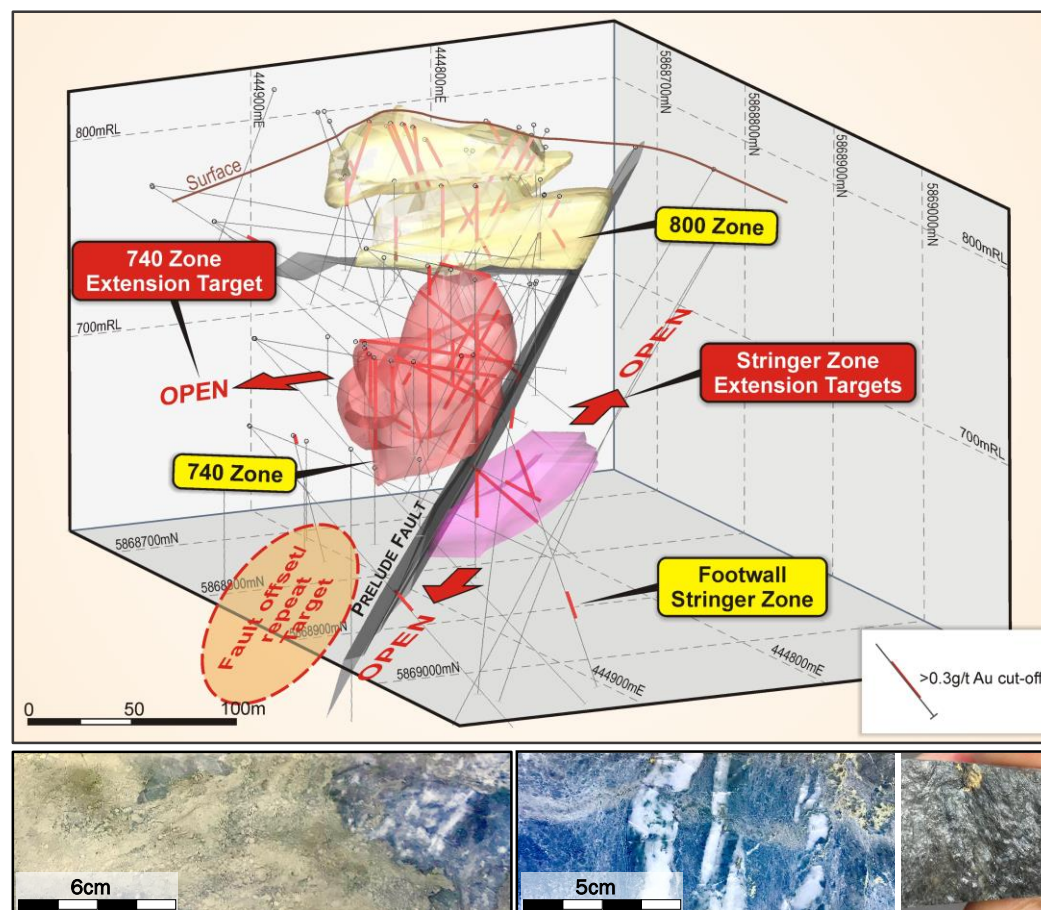 444900mE
444800mE
5868700mN
5868800mN
5868900mN
5869000mN
800mRL
Surface
800 Zone
800mRL
740 Zone
Extension Target
700mRL
OPEN
OPEN
Stringer Zone
Extension Targets
700mRL
740 Zone
PRELUDE FAULT
5868700mN
5868800mN
Fault offset/
repeat
Target
5868900mN
OPEN
Footwall
Stringer Zone
5869000mN
444900mE
444800mE
>0.3g/t Au cut-off
0 50 100m
6cm
5cm